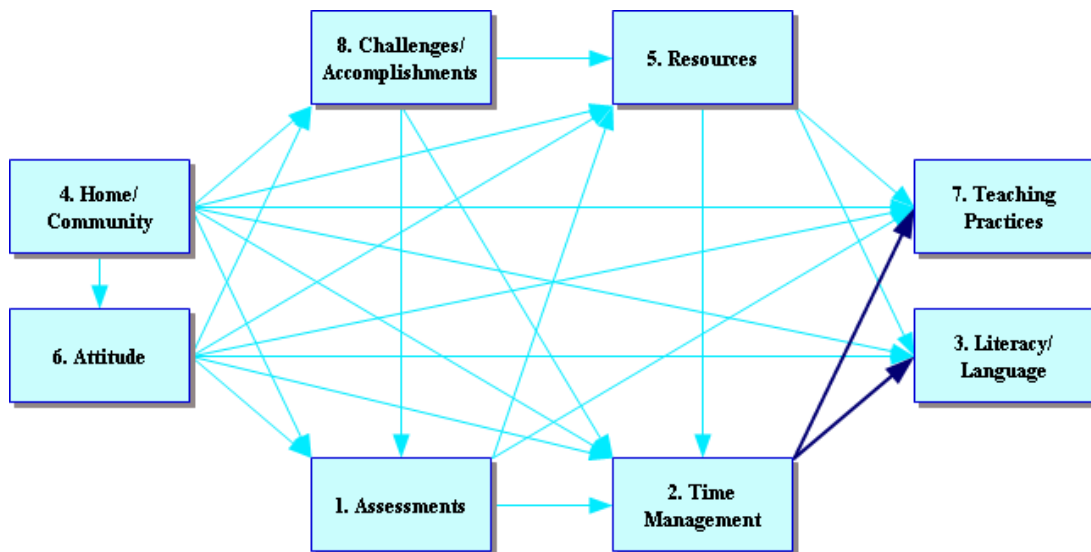 8. Challenges/
Accomplishments
5. Resources
4. Home/
Community
7. Teaching
Practices
6. Attitude
3. Literacy/
Language
1. Assessments
2. Time
Management